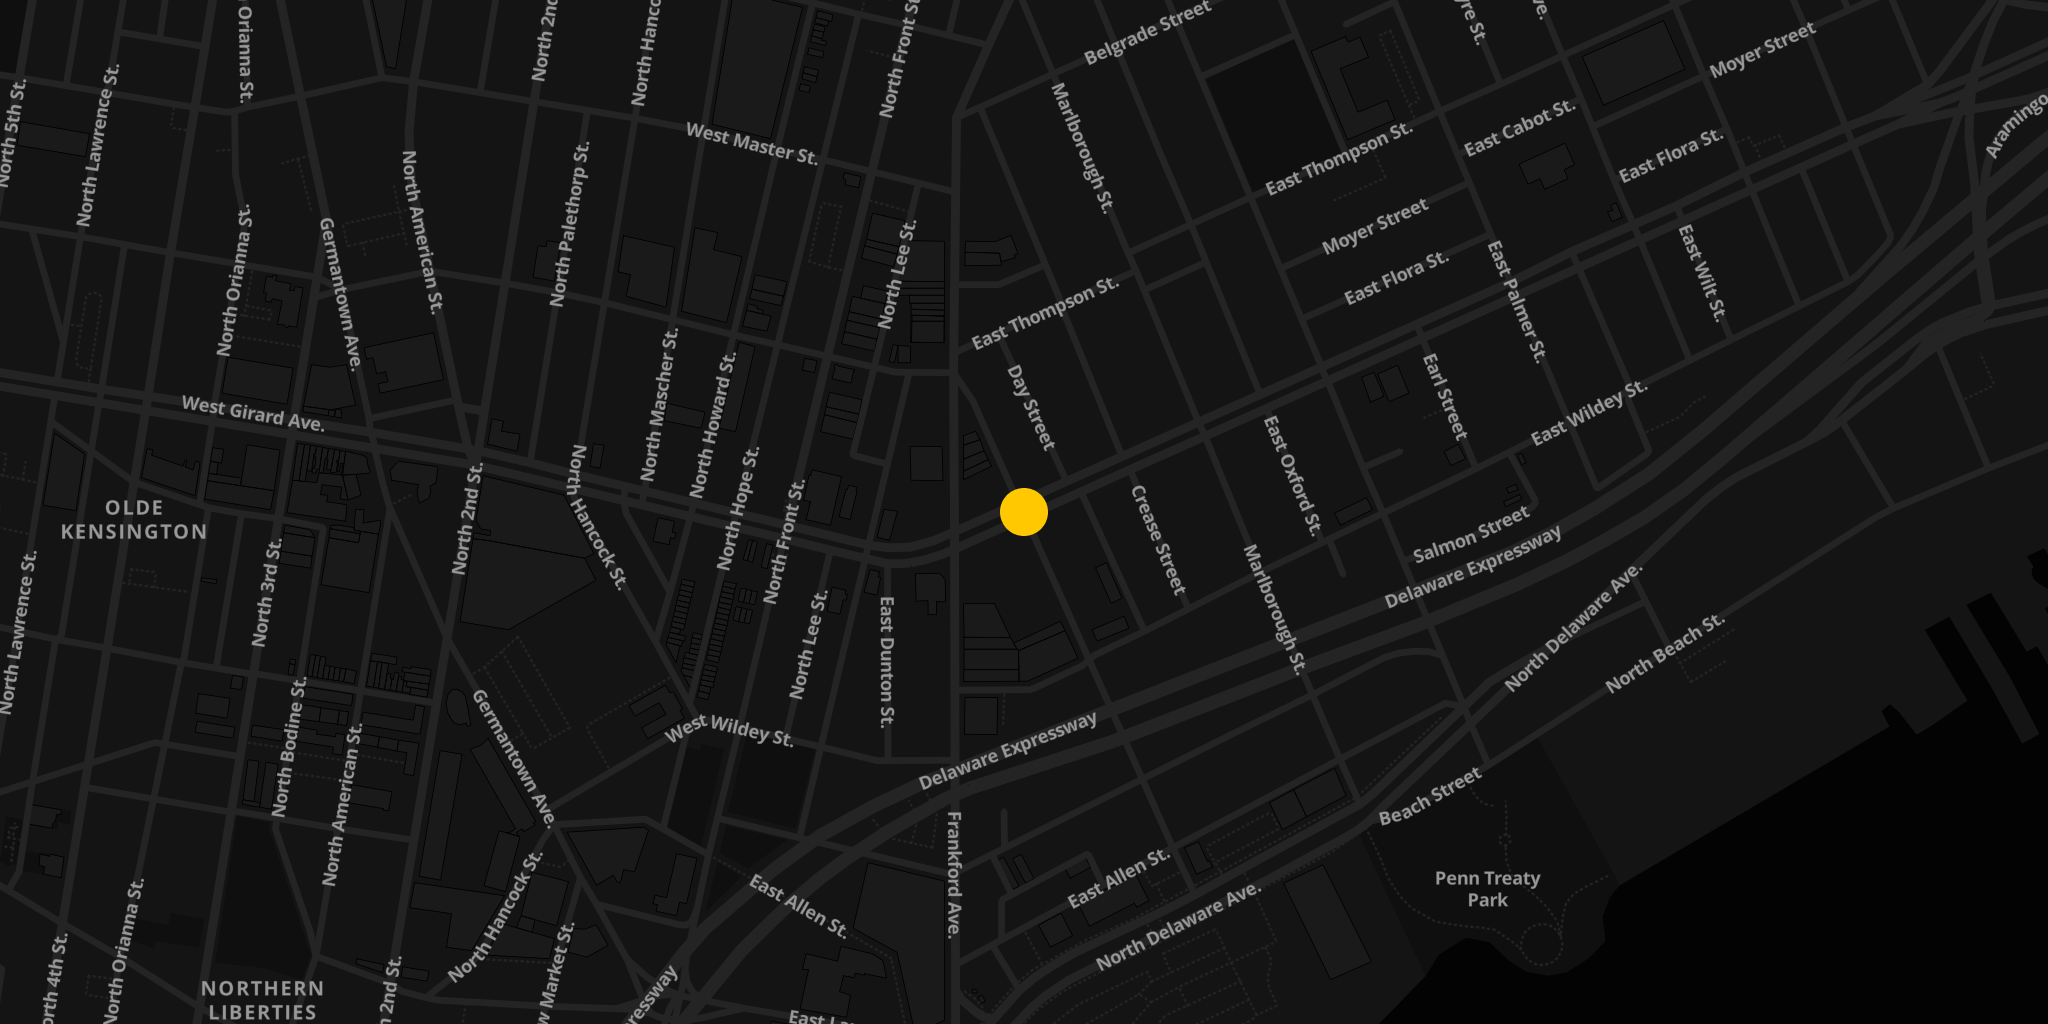 Orianna St.
North 2nd
North Hanco
North Front St
Belgrade Street
yre St.
ve.
Moyer Street
North 5th St.
North Lawrence St.
Marlborough St.
West Master St.
East Cabot St.
East Thompson St.
East Flora St.
Aramingo
North American St.
North Palethorp St.
Germantown Ave.
North Orianna St.
North Lee St.
Moyer Street
East Flora St.
East Palmer St.
East Wilt St.
East Thompson St.
North Mascher St.
North Howard St.
Day Street
Earl Street
East Wildey St.
West Girard Ave.
East Oxford St.
OLDE
KENSINGTON
North 2nd St.
North Hancock St.
North Hope St.
North Front St.
Crease Street
Salmon Street
Delaware Expressway
North Lawrence St.
North 3rd St.
North Lee St.
East Dunton St.
Marlborough St.
North Delaware Ave.
North Beach St.
North Bodine St.
North American St.
Germantown Ave.
West Wildey St.
Delaware Expressway
Beach Street
Frankford Ave.
East Allen St.
East Allen St.
North Delaware Ave.
Penn Treaty
Park
North Hancock St.
North Orianna St.
orth 4th St.
NORTHERN
LIBERTIES
2nd St.
w Market St.
ressway
East La